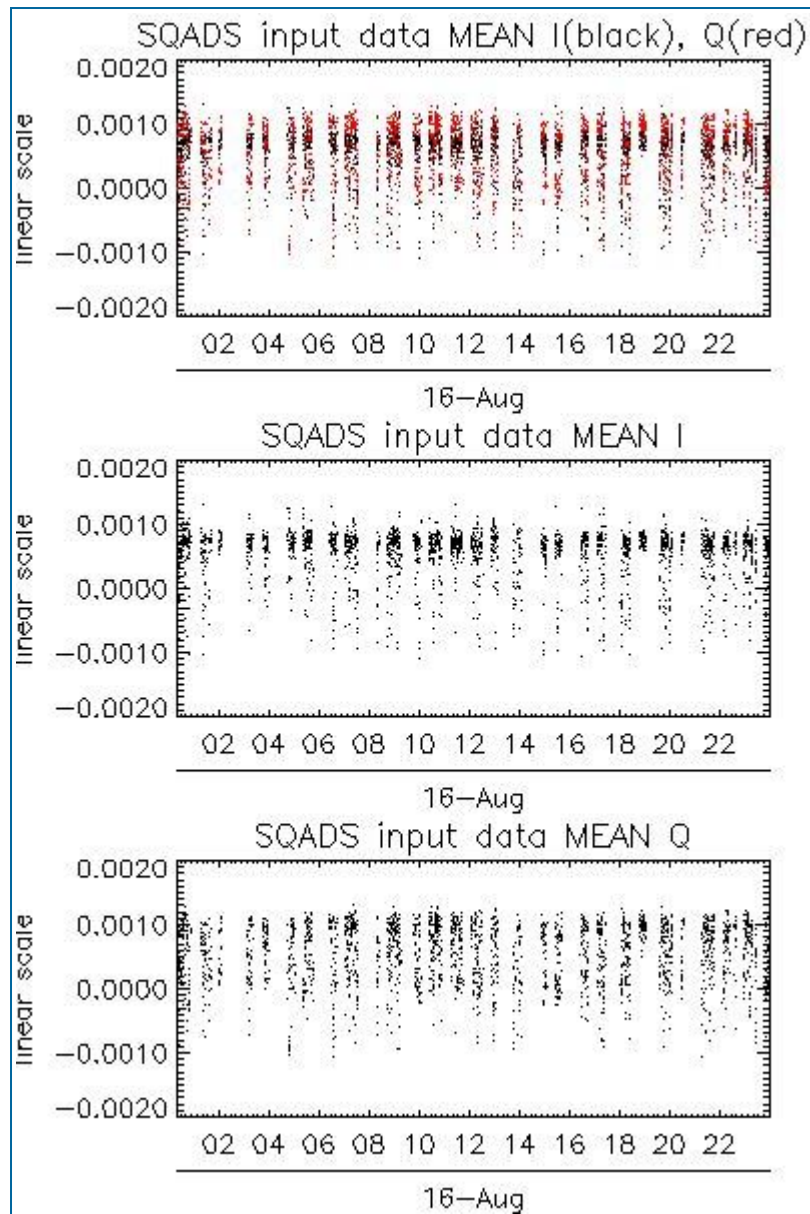 SQADS input data MEAN I(black), Q(red)
0.0020
0.0010
0.0000
−0.0010
−0.0020
linear scale
02 04 06 08 10 12 14 16 18 20 22
16−Aug
SQADS input data MEAN I
0.0020
0.0010
0.0000
−0.0010
−0.0020
linear scale
02 04 06 08 10 12 14 16 18 20 22
16−Aug
SQADS input data MEAN Q
0.0020
0.0010
0.0000
−0.0010
−0.0020
linear scale
02 04 06 08 10 12 14 16 18 20 22
16−Aug